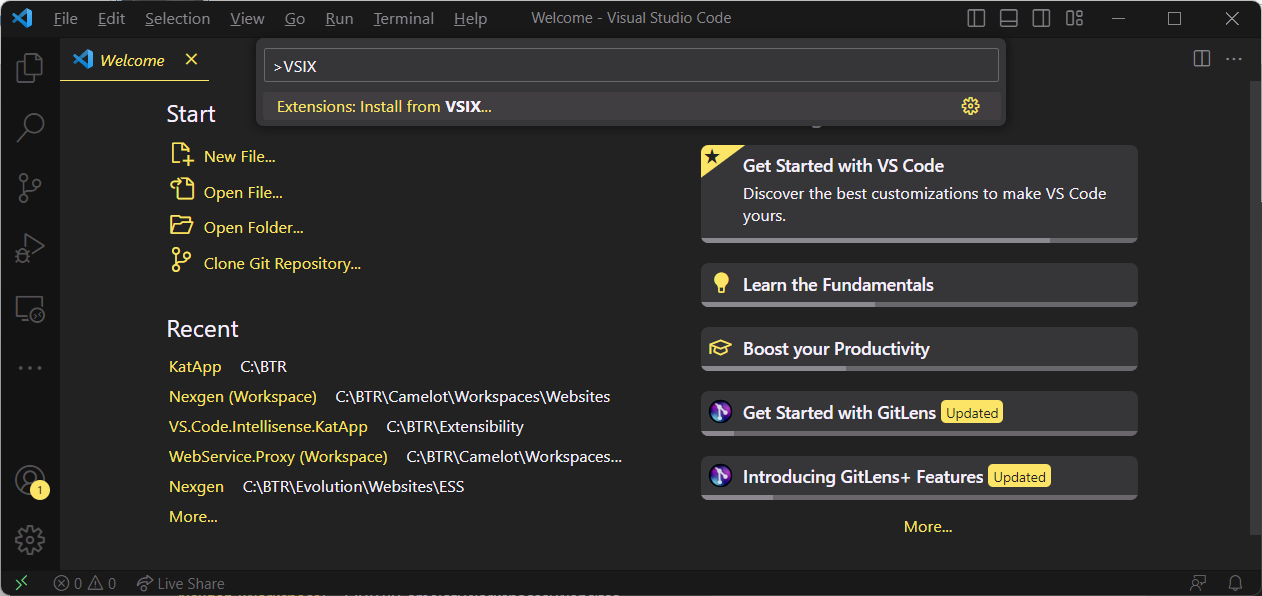 File Edit Selection View Go Run Terminal Help Welcome - Visual Studio Code
Welcome
>VSIX
Extensions: Install from VSIX...
Start
New File...
Open File...
Open Folder...
Clone Git Repository...
Recent
KatApp C:\BTR
Nexgen (Workspace) C:\BTR\Camelot\Workspaces\Websites
VS.Code.Intellisense.KatApp C:\BTR\Extensibility
WebService.Proxy (Workspace) C:\BTR\Camelot\Workspaces...
Nexgen C:\BTR\Evolution\Websites\ESS
More...
Get Started with VS Code
Discover the best customizations to make VS Code
yours.
Learn the Fundamentals
Boost your Productivity
Get Started with GitLens Updated
Introducing GitLens+ Features Updated
More...
1
0 0 Live Share